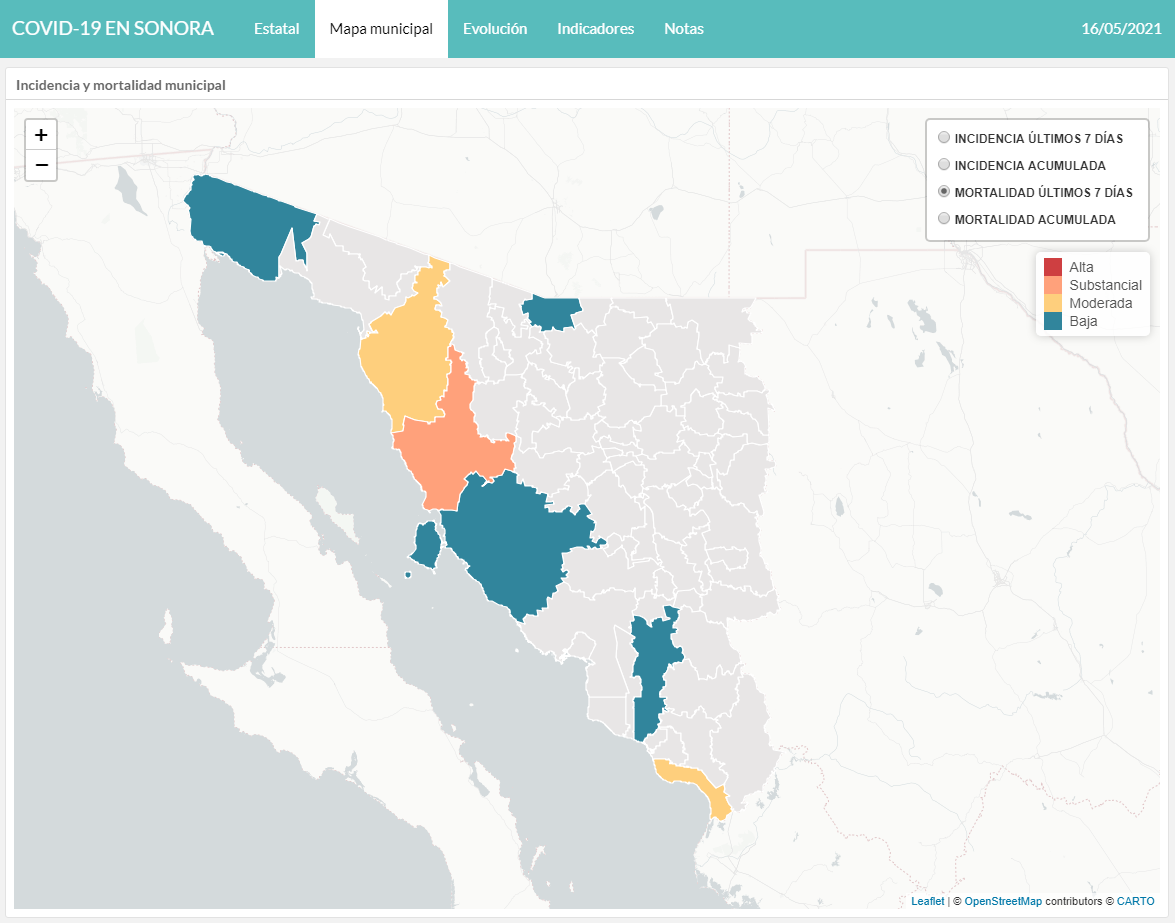 COVID-19 EN SONORA
Estatal
Mapa municipal
Evolución
Indicadores
Notas
16/05/2021
Incidencia y mortalidad municipal
+
−
INCIDENCIA ÚLTIMOS 7 DÍAS
INCIDENCIA ACUMULADA
MORTALIDAD ÚLTIMOS 7 DÍAS
MORTALIDAD ACUMULADA
Alta
Substancial
Moderada
Baja
Leaflet | © OpenStreetMap contributors © CARTO